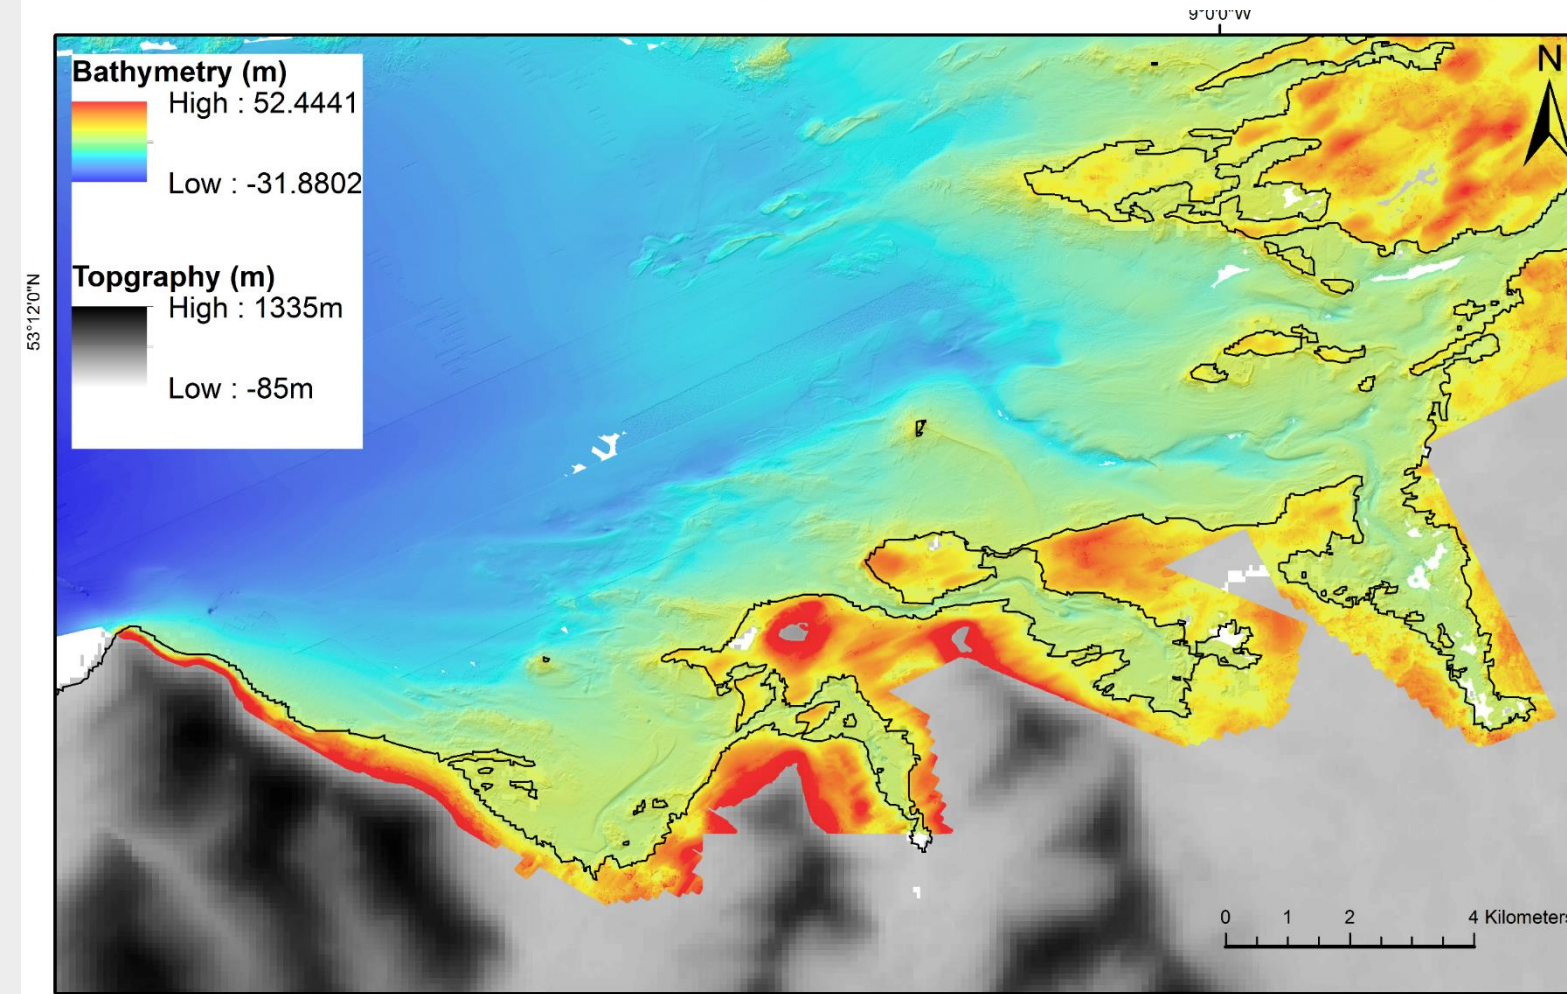 9°0'0"W
N
Bathymetry (m)
High : 52.4441
Low : -31.8802
Topgraphy (m)
High : 1335m
Low : -85m
53°12'0"N
0 1 2 4 Kilometers